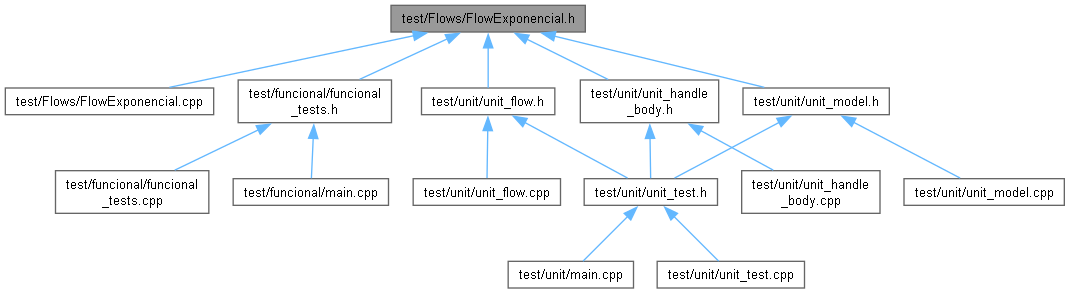 test/Flows/FlowExponencial.h
test/Flows/FlowExponencial.cpp
test/funcional/funcional
_tests.h
test/unit/unit_flow.h
test/unit/unit_handle
_body.h
test/unit/unit_model.h
test/funcional/funcional
_tests.cpp
test/funcional/main.cpp
test/unit/unit_flow.cpp
test/unit/unit_test.h
test/unit/unit_handle
_body.cpp
test/unit/unit_model.cpp
test/unit/main.cpp
test/unit/unit_test.cpp